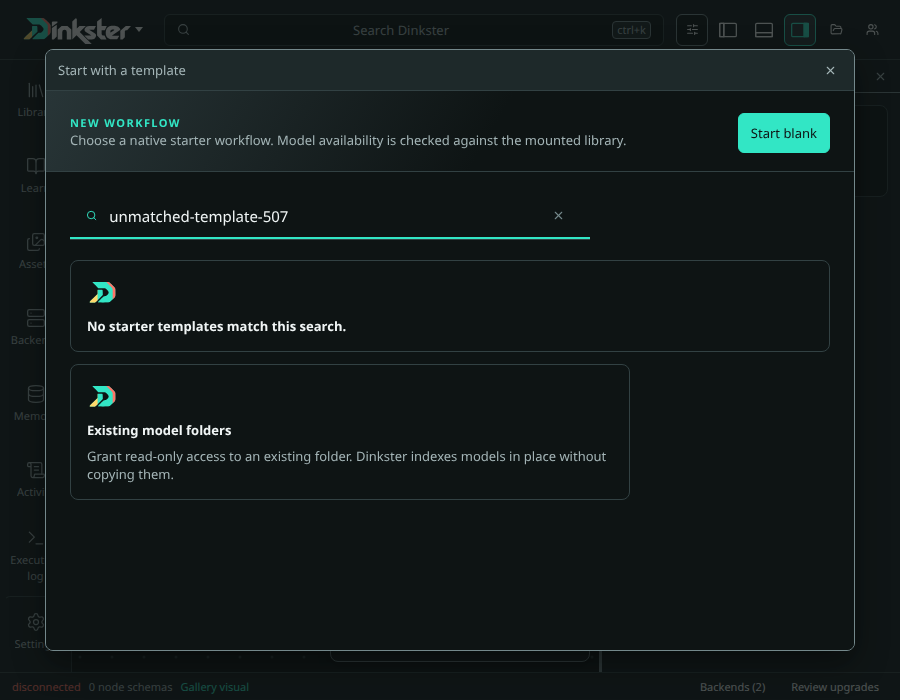 Dinkster
Search Dinkster
ctrl+k
Start with a template
NEW WORKFLOW
Choose a native starter workflow. Model availability is checked against the mounted library.
Start blank
unmatched-template-507
No starter templates match this search.
Existing model folders
Grant read-only access to an existing folder. Dinkster indexes models in place without
copying them.
disconnected
0 node schemas
Gallery visual
Backends (2)
Review upgrades